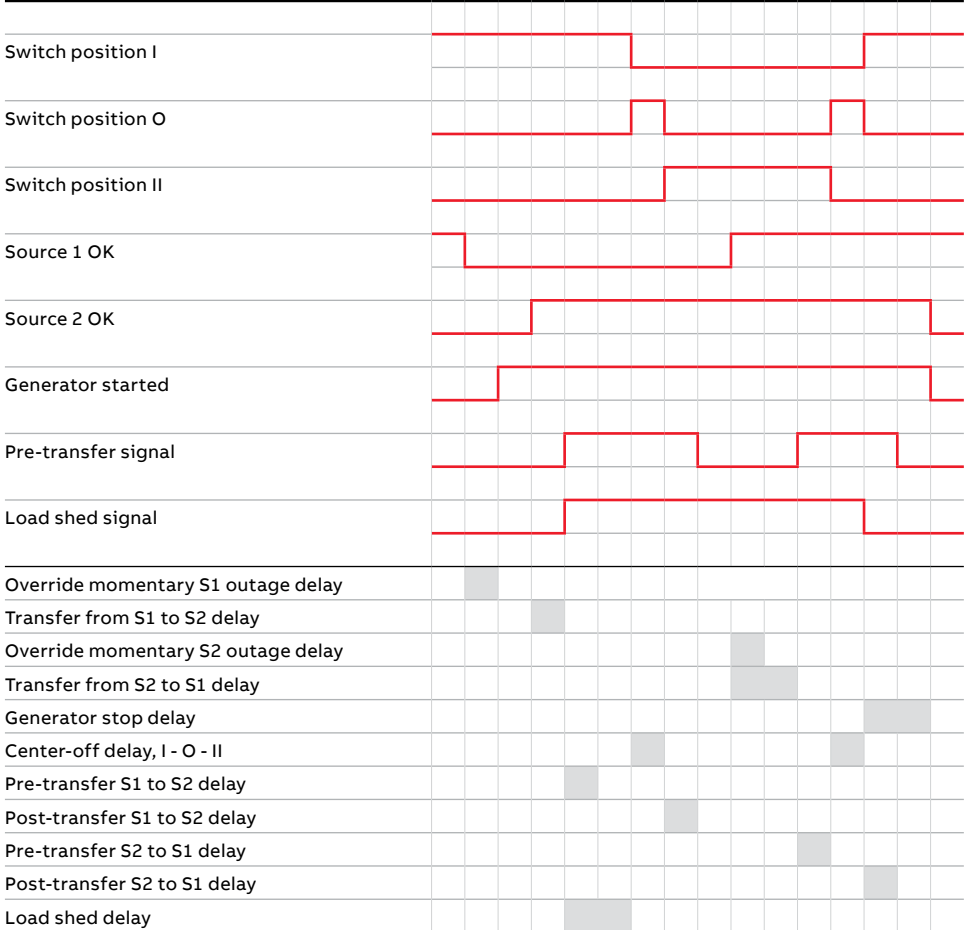 Switch position I
Switch position O
Switch position II
Source 1 OK
Source 2 OK
Generator started
Pre-transfer signal
Load shed signal
Override momentary S1 outage delay
Transfer from S1 to S2 delay
Override momentary S2 outage delay
Transfer from S2 to S1 delay
Generator stop delay
Center-off delay, I - O - II
Pre-transfer S1 to S2 delay
Post-transfer S1 to S2 delay
Pre-transfer S2 to S1 delay
Post-transfer S2 to S1 delay
Load shed delay